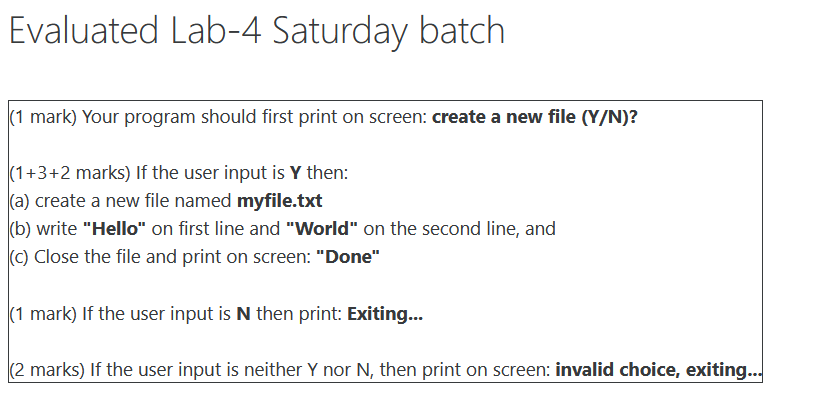 Evaluated Lab-4 Saturday batch
(1 mark) Your program should first print on screen: create a new file (Y/N)?
(1+3+2 marks) If the user input is Y then:
(a) create a new file named myfile.txt
(b) write "Hello" on first line and "World" on the second line, and
(c) Close the file and print on screen: "Done"
(1 mark) If the user input is N then print: Exiting...
(2 marks) If the user input is neither Y nor N, then print on screen: invalid choice, exiting...